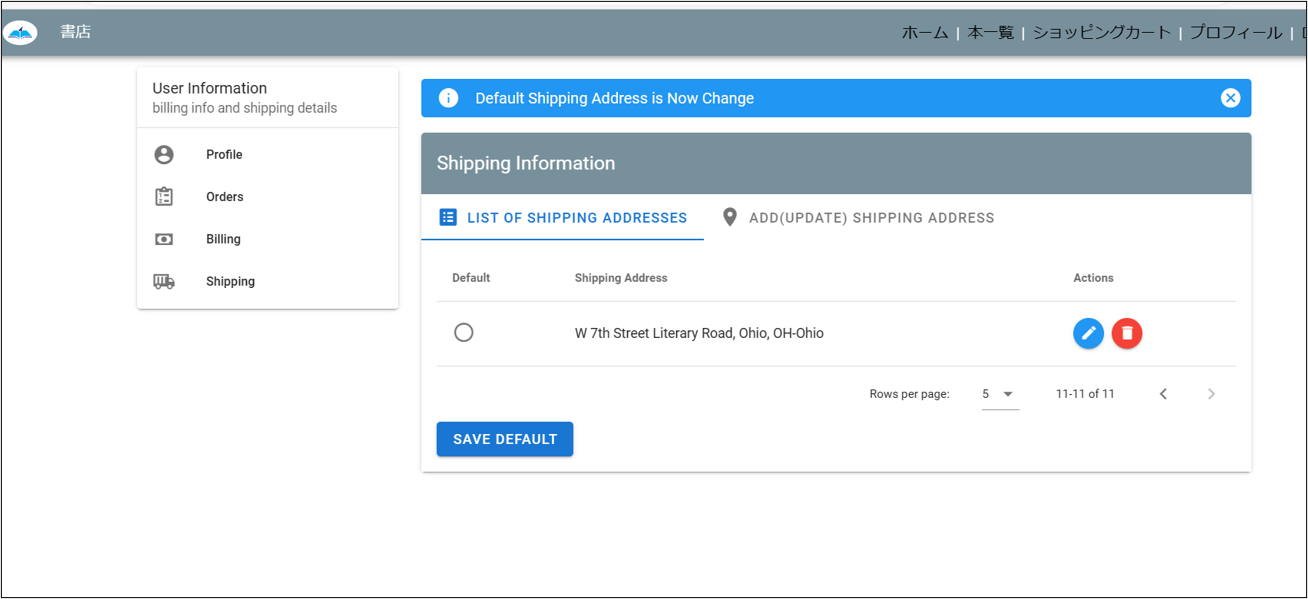 書店
ホーム | 本一覧 | ショッピングカート | プロフィール |
User Information
billing info and shipping details
Profile
Orders
Billing
Shipping
Default Shipping Address is Now Change
Shipping Information
LIST OF SHIPPING ADDRESSES
ADD(UPDATE) SHIPPING ADDRESS
Default Shipping Address Actions
W 7th Street Literary Road, Ohio, OH-Ohio
Rows per page: 5 11-11 of 11
SAVE DEFAULT